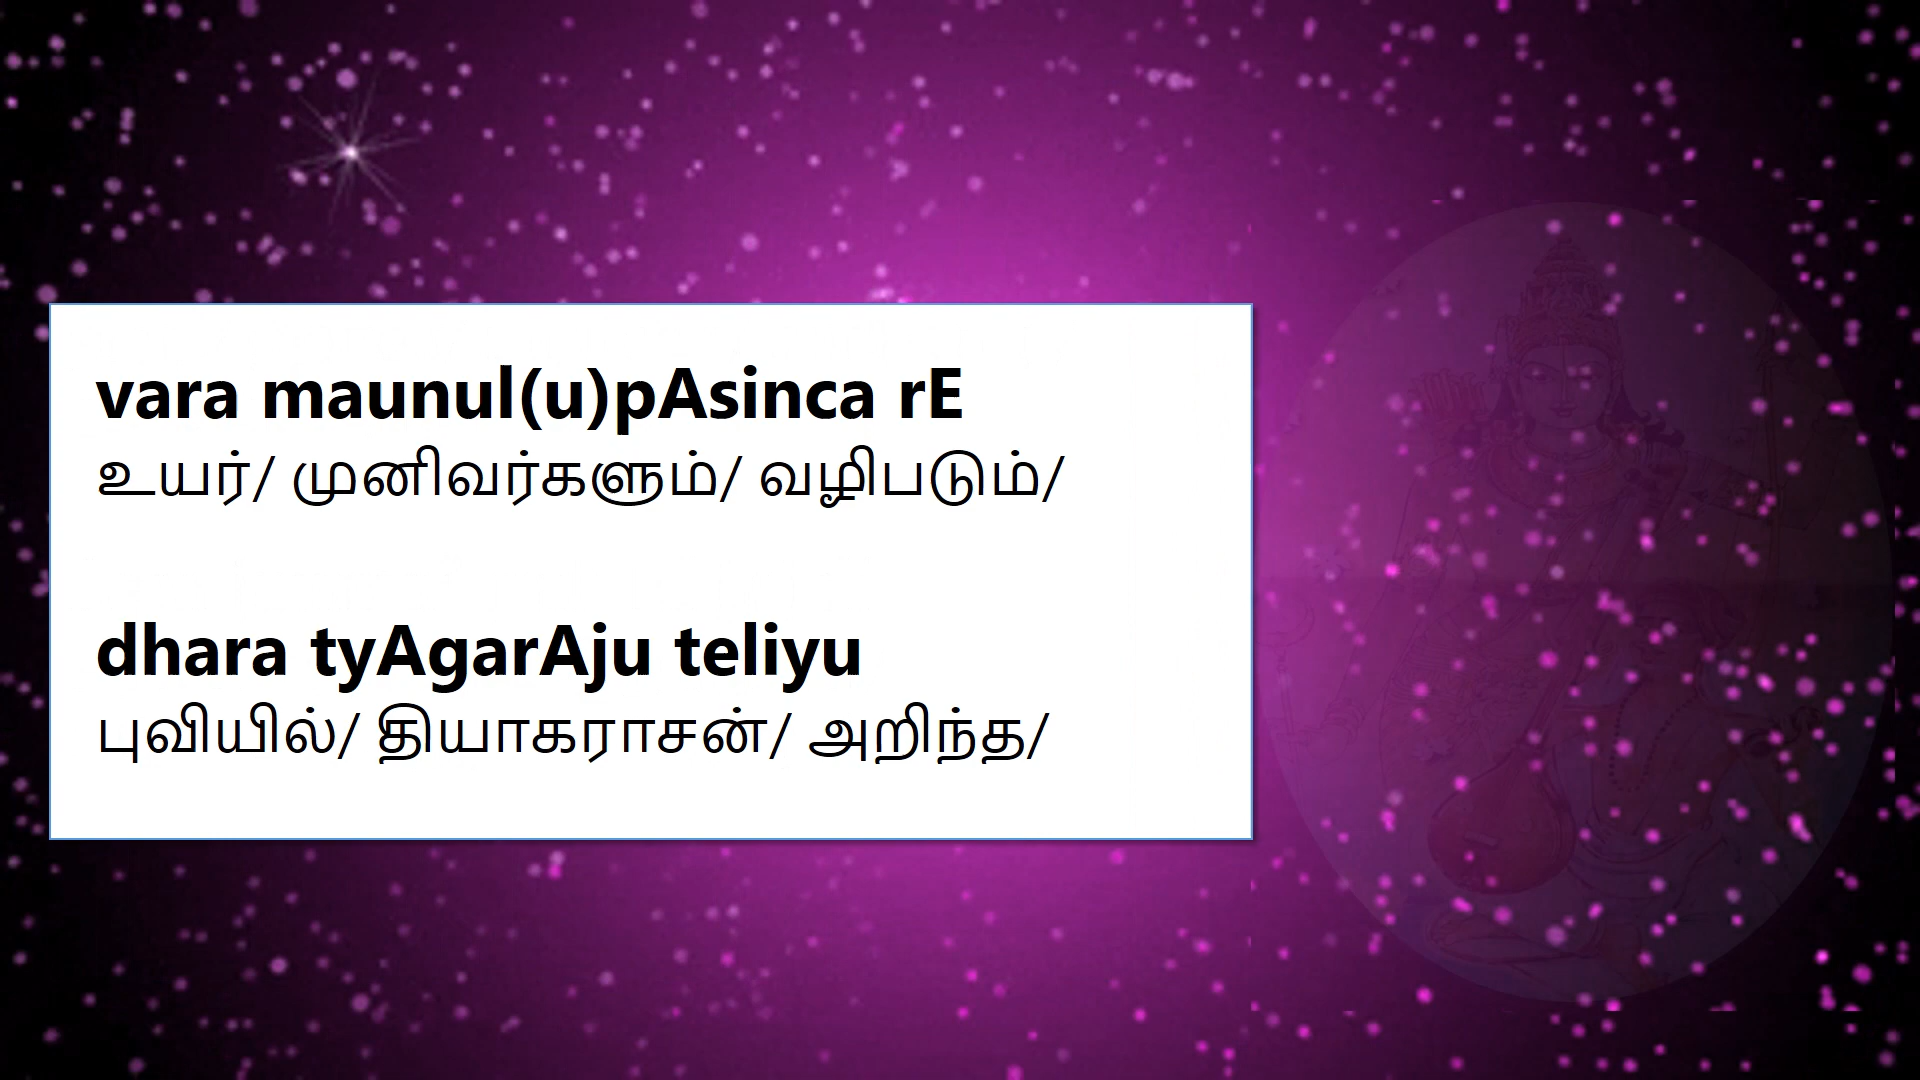 vara maunul(u)pAsinca rE
உயர்/ முனிவர்களும்/ வழிபடும்/
dhara tyAgarAju teliyu
புவியில்/ தியாகராசன்/ அறிந்த/